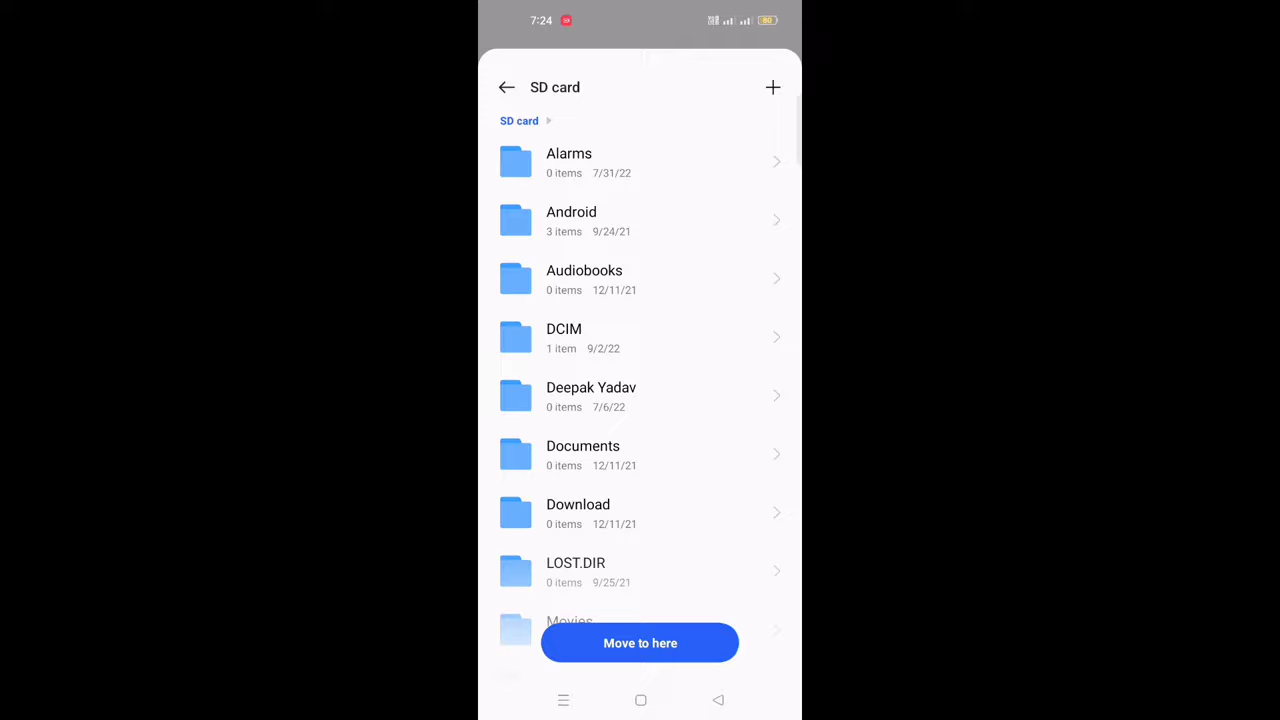 7:24
60
SD card
SD card
Alarms
0 items 7/31/22
Android
3 items 9/24/21
Audiobooks
0 items 12/11/21
DCIM
1 item 9/2/22
Deepak Yadav
0 items 7/6/22
Documents
0 items 12/11/21
Download
0 items 12/11/21
LOST.DIR
0 items 9/25/21
Movies
Move to here